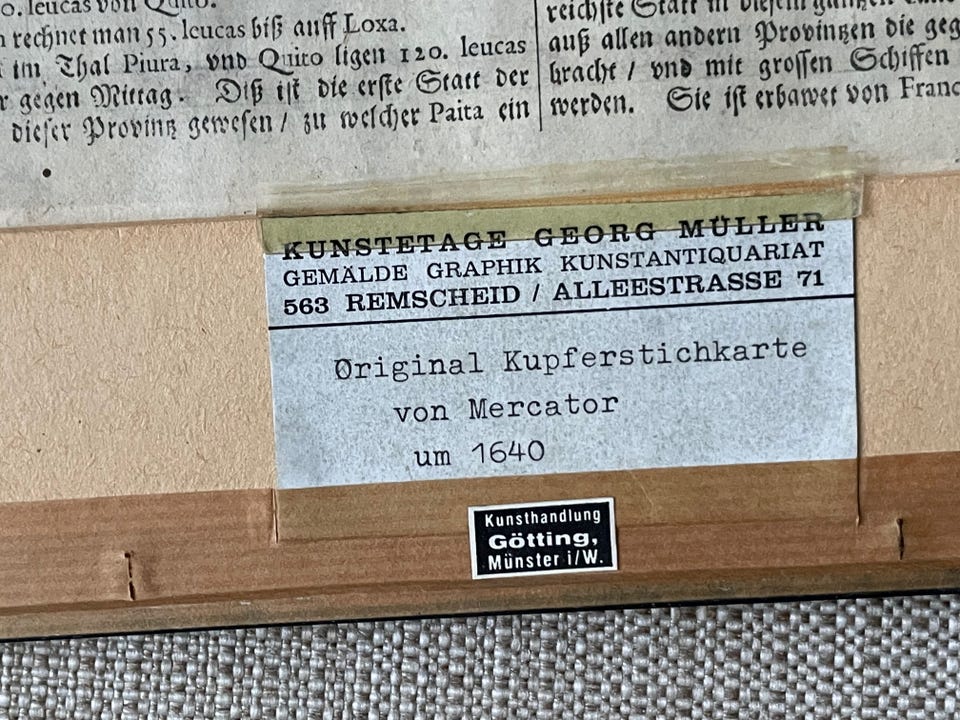 0. leucas von Quito.
rechnet man 55. leucas biß auff Loxa.
im Thal Piura, vnd Quito ligen 120. leucas
gegen Mittag. Diß ist die erste Statt der
dieser Provintz gewesen / zu welcher Paita ein
reichste Statt in diesem gantzen
auß allen andern Provintzen die geg
bracht / vnd mit grossen Schiffen
werden. Sie ist erbawet von Franc
KUNSTETAGE GEORG MÜLLER
GEMÄLDE GRAPHIK KUNSTANTIQUARIAT
563 REMSCHEID / ALLEESTRASSE 71
Original Kupferstichkarte
von Mercator
um 1640
Kunsthandlung
Götting,
Münster i/W.